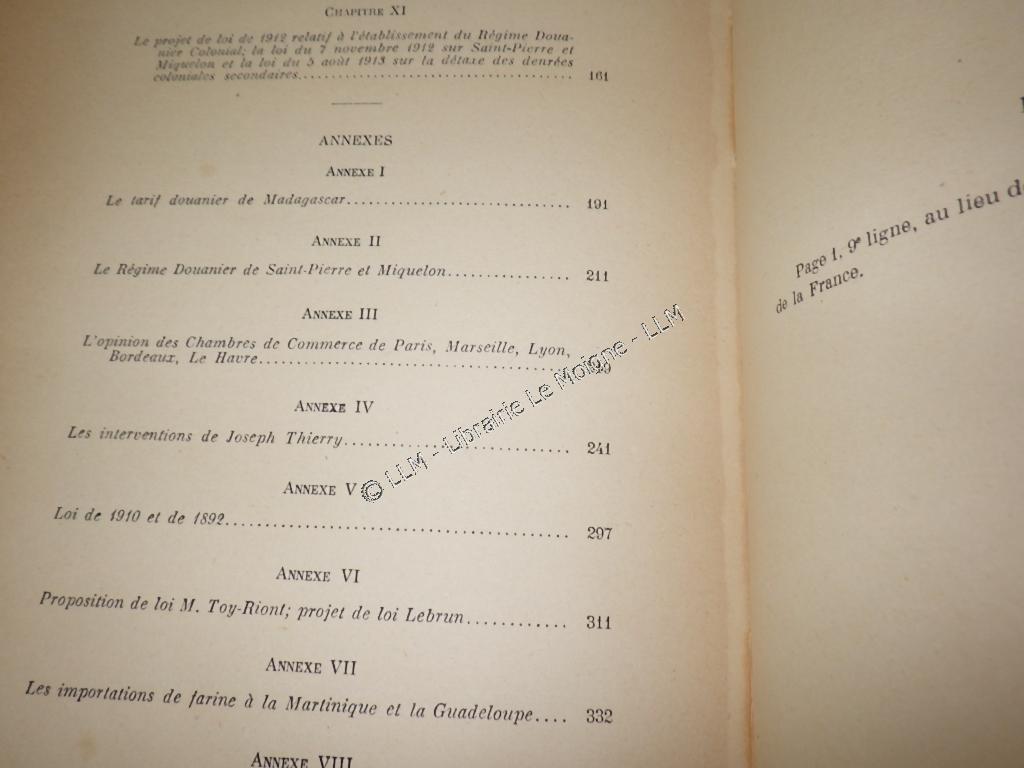 CHAPITRE XI
Le projet de loi de 1912 relatif à l'établissement du Régime Doua-
nier Colonial; la loi du 7 novembre 1912 sur Saint-Pierre et
Miquelon et la loi du 5 août 1913 sur la détaxe des denrées
coloniales secondaires.................................... 161
ANNEXES
ANNEXE I
Le tarif douanier de Madagascar.............................. 191
ANNEXE II
Le Régime Douanier de Saint-Pierre et Miquelon................ 211
ANNEXE III
L'opinion des Chambres de Commerce de Paris, Marseille, Lyon,
Bordeaux, Le Havre........................................
ANNEXE IV
Les interventions de Joseph Thierry............................. 241
ANNEXE V
Loi de 1910 et de 1892........................................... 297
ANNEXE VI
Proposition de loi M. Toy-Riont; projet de loi Lebrun............ 311
ANNEXE VII
Les importations de farine à la Martinique et la Guadeloupe.... 332
ANNEXE VIII
Page 1, 9e ligne, au lieu de
de la France.
© LLM - Librairie Le Moigne - LLM